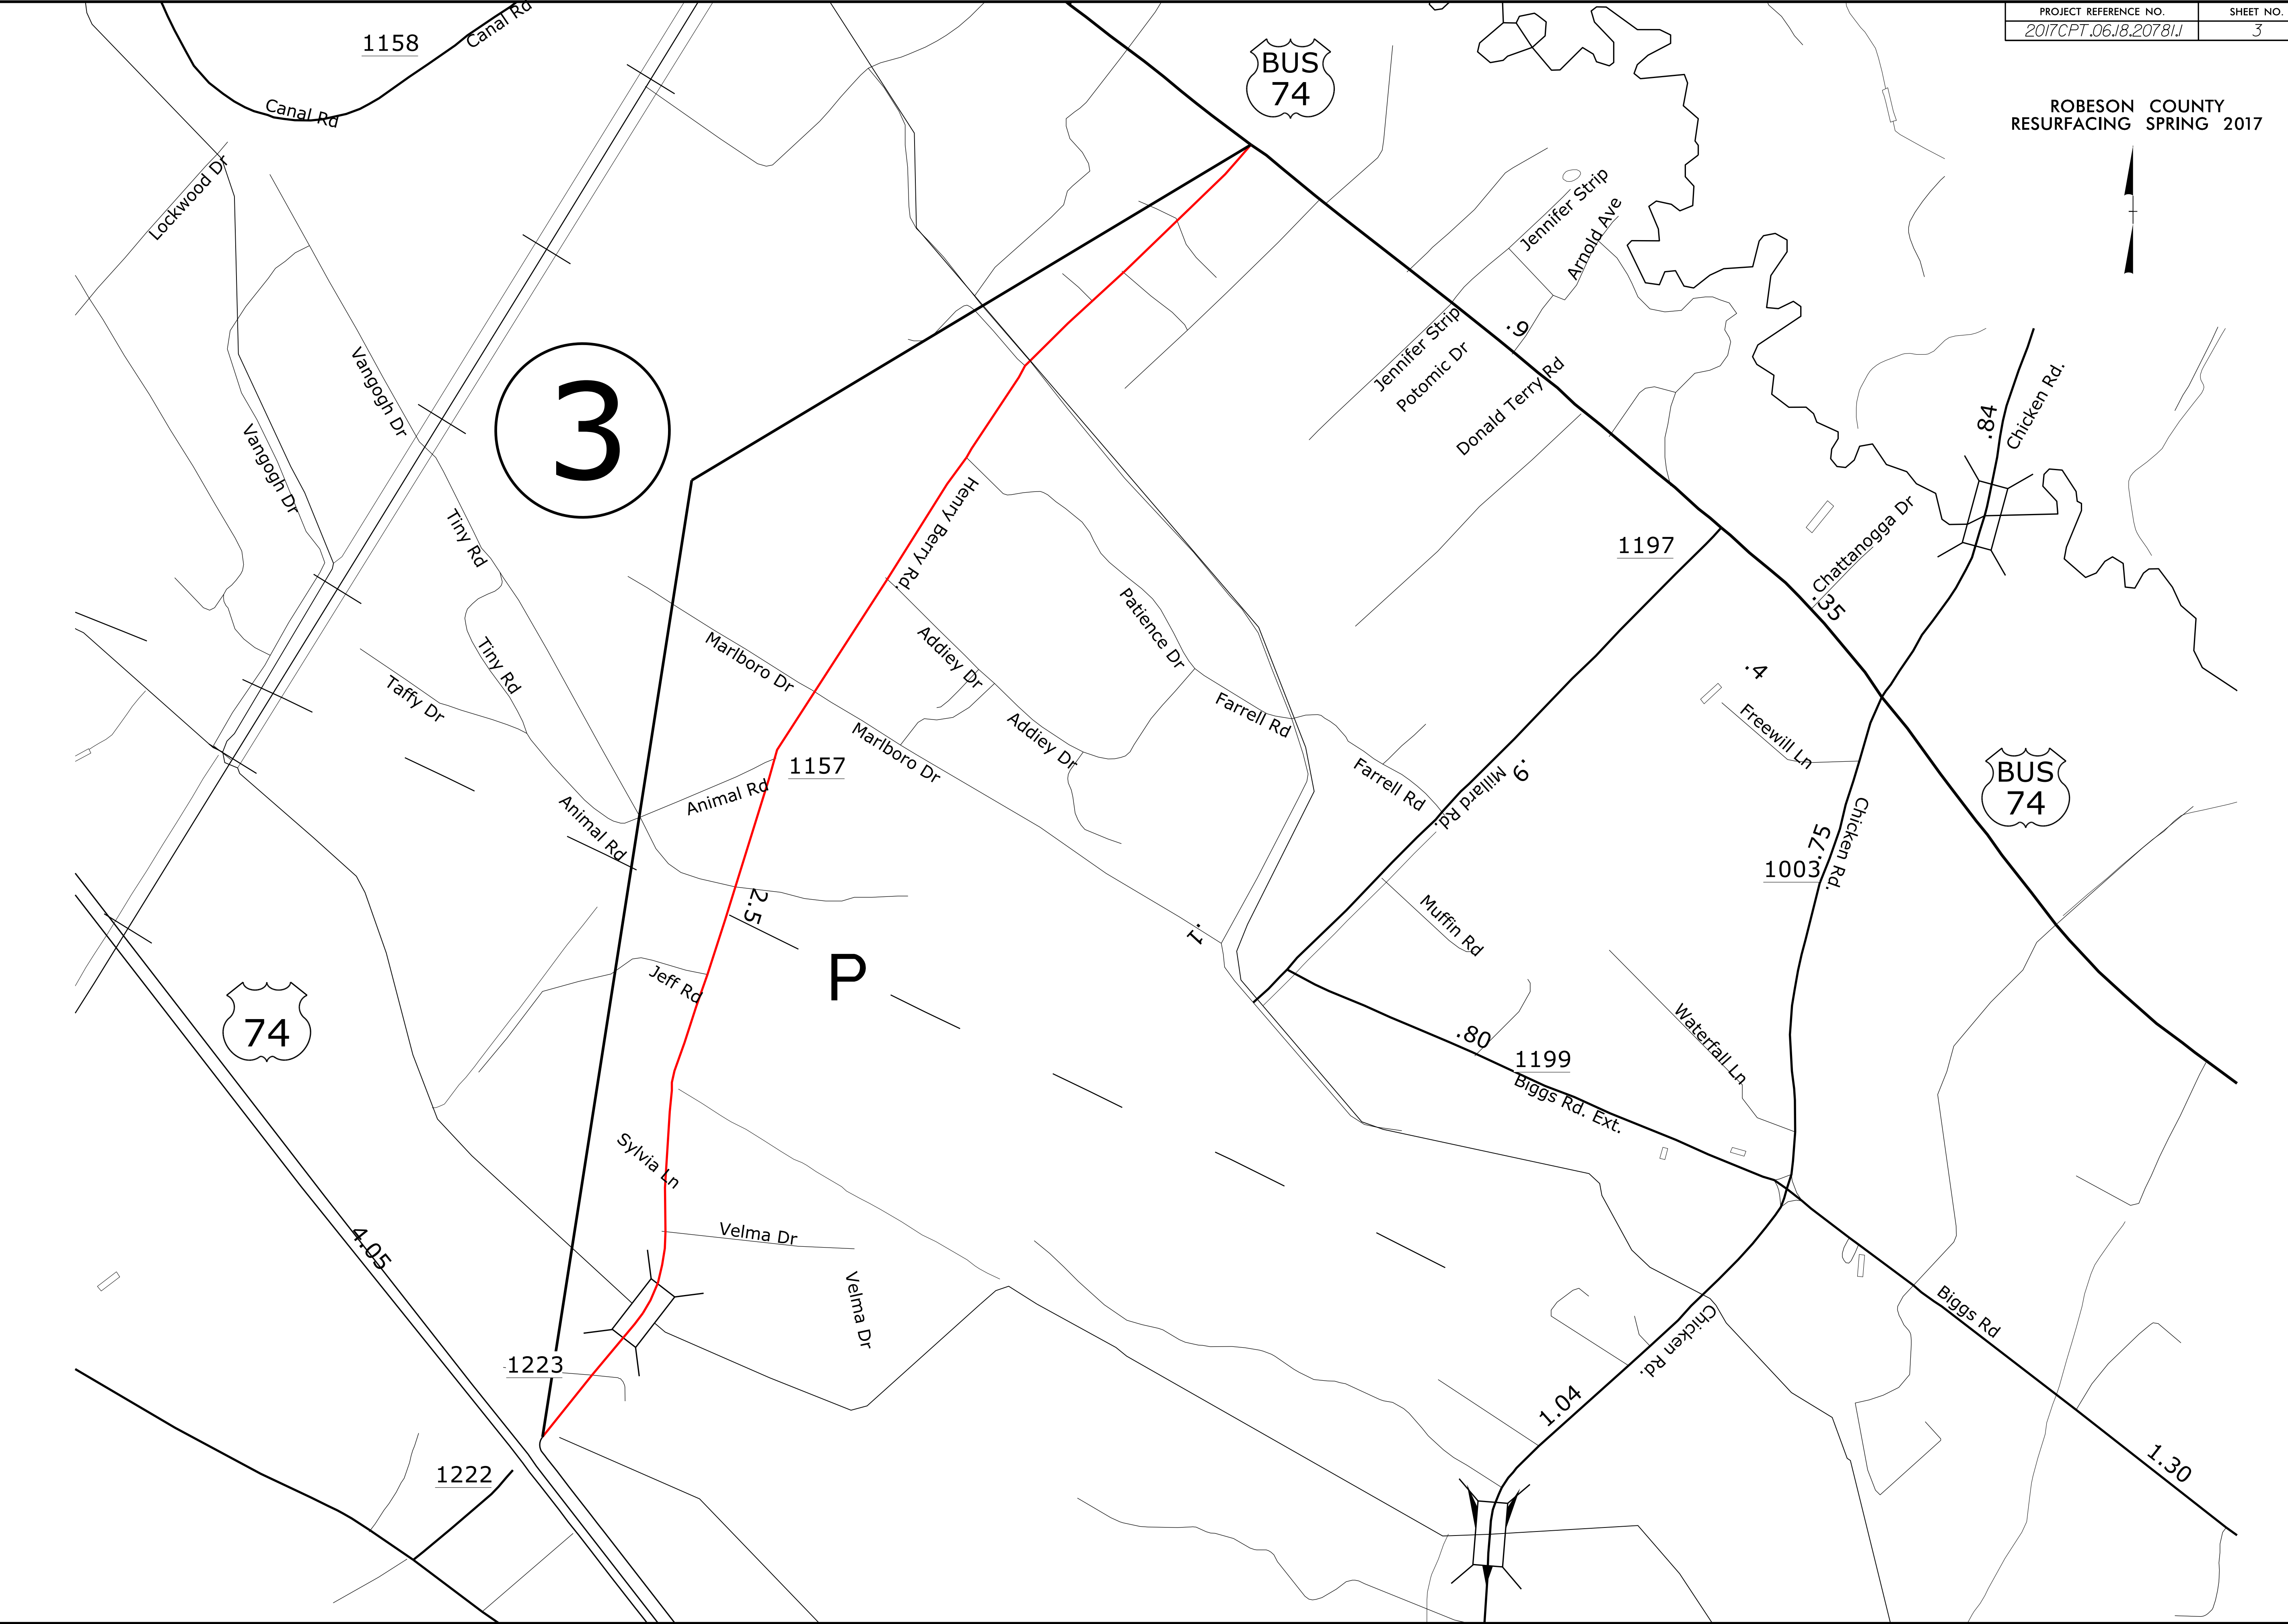 PROJECT REFERENCE NO.
SHEET NO.
2017CPT.06.18.20781.1
3
ROBESON COUNTY
RESURFACING SPRING 2017
Canal Rd
1158
Canal Rd
BUS
74
Lockwood Dr
Jennifer Strip
Arnold Ave
Jennifer Strip
.9
Potomic Dr
Donald Terry Rd
Vangogh Dr
3
.84
Chicken Rd.
Vangogh Dr
Tiny Rd
Henry Berry Rd.
1197
Chattanogga Dr
.35
Patience Dr
Tiny Rd
Marlboro Dr
Addiey Dr
.4
Taffy Dr
Farrell Rd
Freewill Ln
Addiey Dr
Marlboro Dr
1157
Farrell Rd
Millard Rd.
.9
BUS
74
Animal Rd
Animal Rd
.75
Chicken Rd.
1003
2.5
.1
Muffin Rd
P
Jeff Rd
74
.80
1199
Waterfall Ln
Biggs Rd. Ext.
Sylvia Ln
Velma Dr
4.05
Velma Dr
Biggs Rd
Chicken Rd.
1223
1.04
1222
1.30